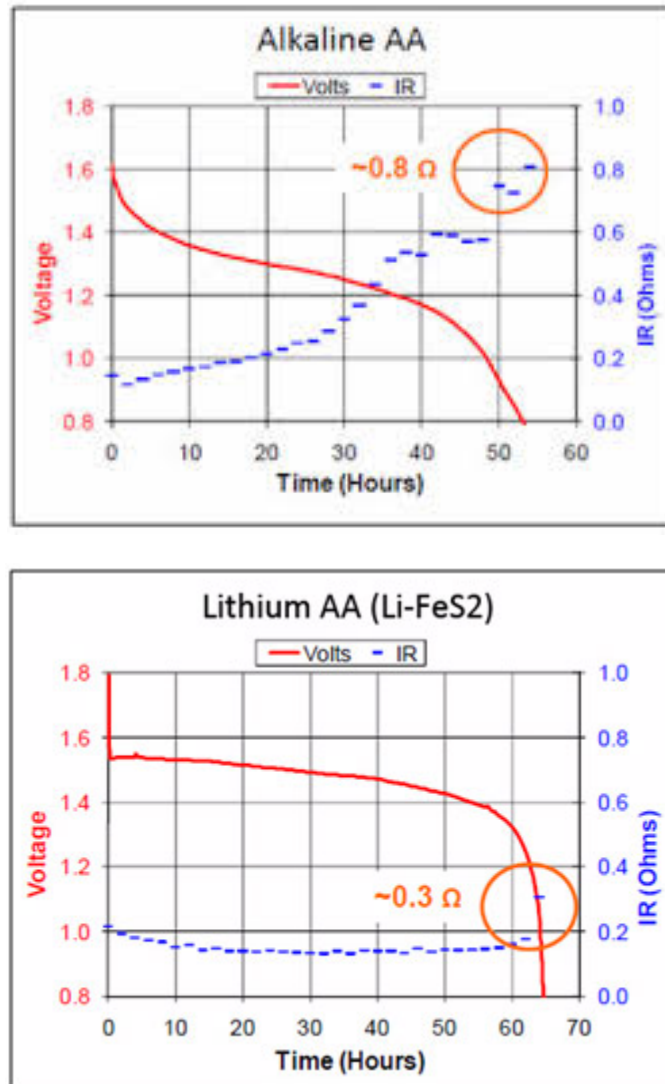 Alkaline AA
Volts IR
1.8 1.0
1.6 ~0.8 Ω 0.8
1.4 0.6
1.2 0.4
1.0 0.2
0.8 0.0
Voltage
IR (Ohms)
0 10 20 30 40 50 60
Time (Hours)
Lithium AA (Li-FeS2)
Volts IR
1.8 1.0
1.6 0.8
1.4 0.6
1.2 0.4
~0.3 Ω
1.0 0.2
0.8 0.0
Voltage
IR (Ohms)
0 10 20 30 40 50 60 70
Time (Hours)